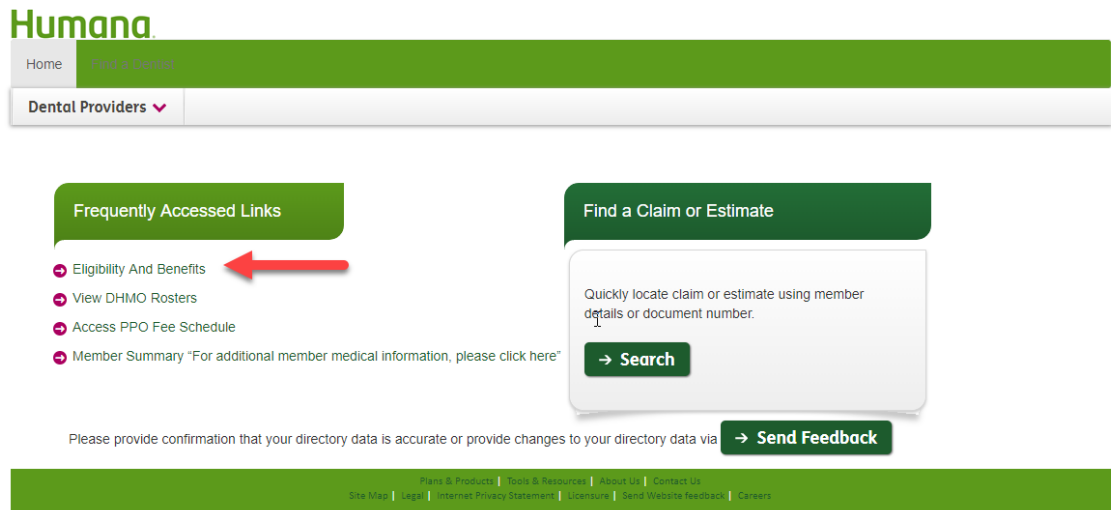 Humana.
Home Find a Dentist
Dental Providers
Frequently Accessed Links
Eligibility And Benefits
View DHMO Rosters
Access PPO Fee Schedule
Member Summary “For additional member medical information, please click here”
Find a Claim or Estimate
Quickly locate claim or estimate using member
details or document number.
→ Search
Please provide confirmation that your directory data is accurate or provide changes to your directory data via → Send Feedback
Plans & Products | Tools & Resources | About Us | Contact Us
Site Map | Legal | Internet Privacy Statement | Licensure | Send Website feedback | Careers